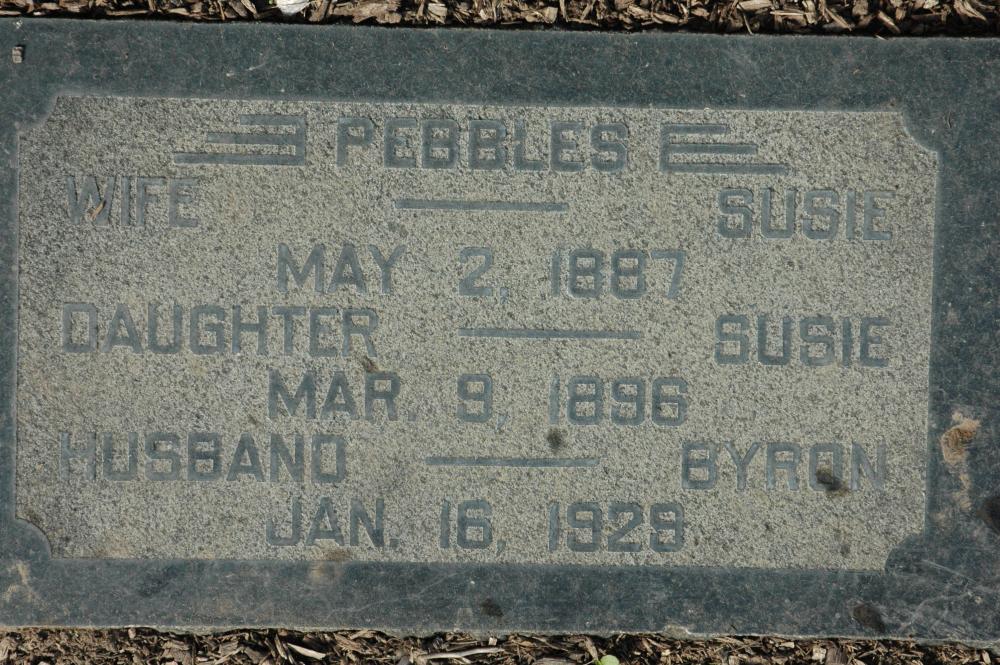 PEBBLES
WIFE — SUSIE
MAY 2, 1887
DAUGHTER — SUSIE
MAR. 9, 1896
HUSBAND — BYRON
JAN. 16, 1929